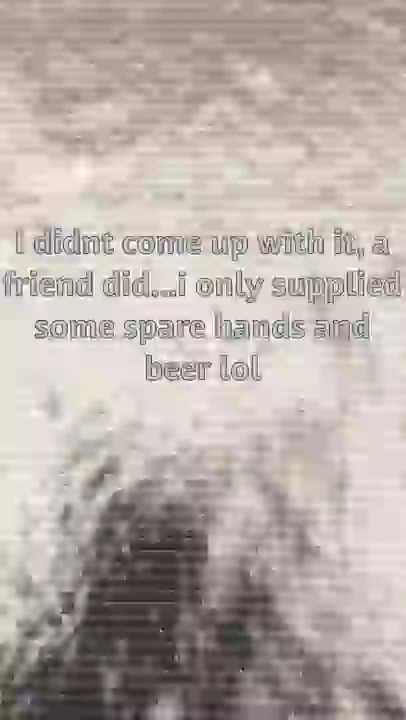 I didnt come up with it, a
friend did...i only supplied
some spare hands and
beer lol